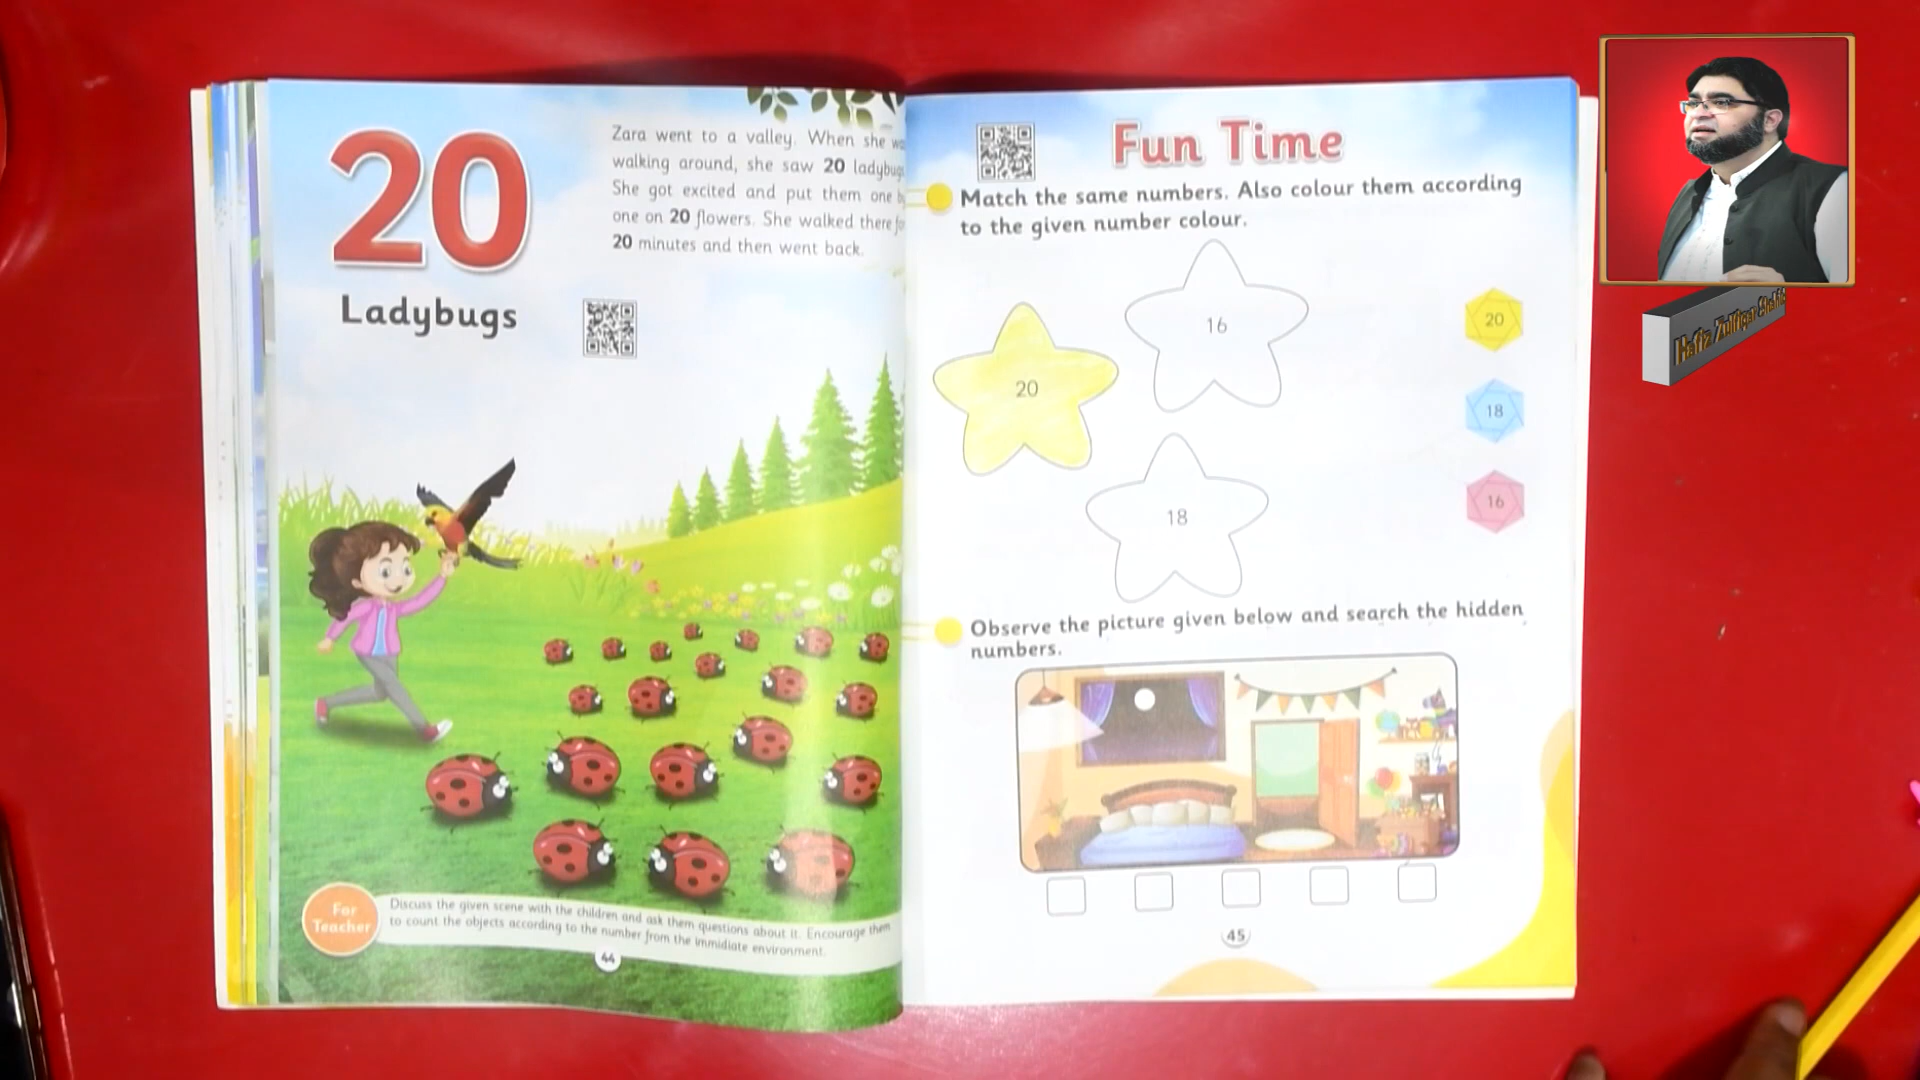 20
Ladybugs
Zara went to a valley. When she
walking around, she saw 20
She got excited and put them one
one on 20 flowers. She walked there
20 minutes and then went back.
For
Teacher
Discuss the given scene with the children and ask them questions about it. Encourage them
to count the objects according to the number from the immidiate environment.
44
Fun Time
Match the same numbers. Also colour them according
to the given number colour.
20
16
18
20
18
16
Observe the picture given below and search the hidden
numbers.
45
Hafiz Zulfiqar